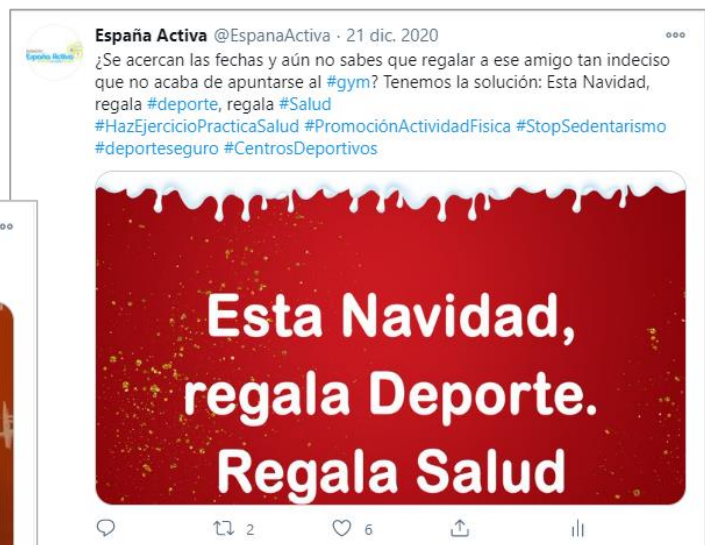 España Activa @EspanaActiva · 21 dic. 2020
España Activa
¿Se acercan las fechas y aún no sabes que regalar a ese amigo tan indeciso
que no acaba de apuntarse al #gym? Tenemos la solución: Esta Navidad,
regala #deporte, regala #Salud
#HazEjercicioPracticaSalud #PromociónActividadFisica #StopSedentarismo
#deporteseguro #CentrosDeportivos
Esta Navidad,
regala Deporte.
Regala Salud
2
6